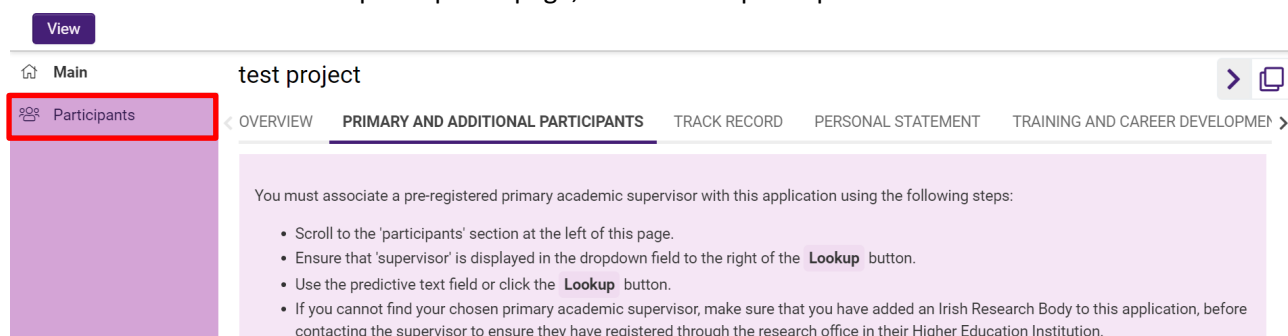 View
Main
test project
Participants
OVERVIEW PRIMARY AND ADDITIONAL PARTICIPANTS TRACK RECORD PERSONAL STATEMENT TRAINING AND CAREER DEVELOPMEN
You must associate a pre-registered primary academic supervisor with this application using the following steps:
• Scroll to the 'participants' section at the left of this page.
• Ensure that 'supervisor' is displayed in the dropdown field to the right of the Lookup button.
• Use the predictive text field or click the Lookup button.
• If you cannot find your chosen primary academic supervisor, make sure that you have added an Irish Research Body to this application, before
contacting the supervisor to ensure they have registered through the research office in their Higher Education Institution.